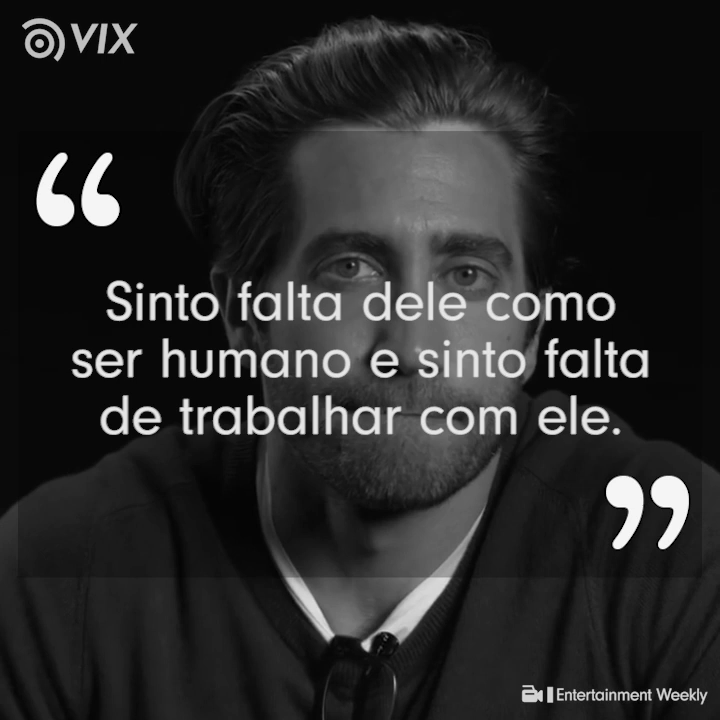 VIX
“
Sinto falta dele como
ser humano e sinto falta
de trabalhar com ele.
”
Entertainment Weekly